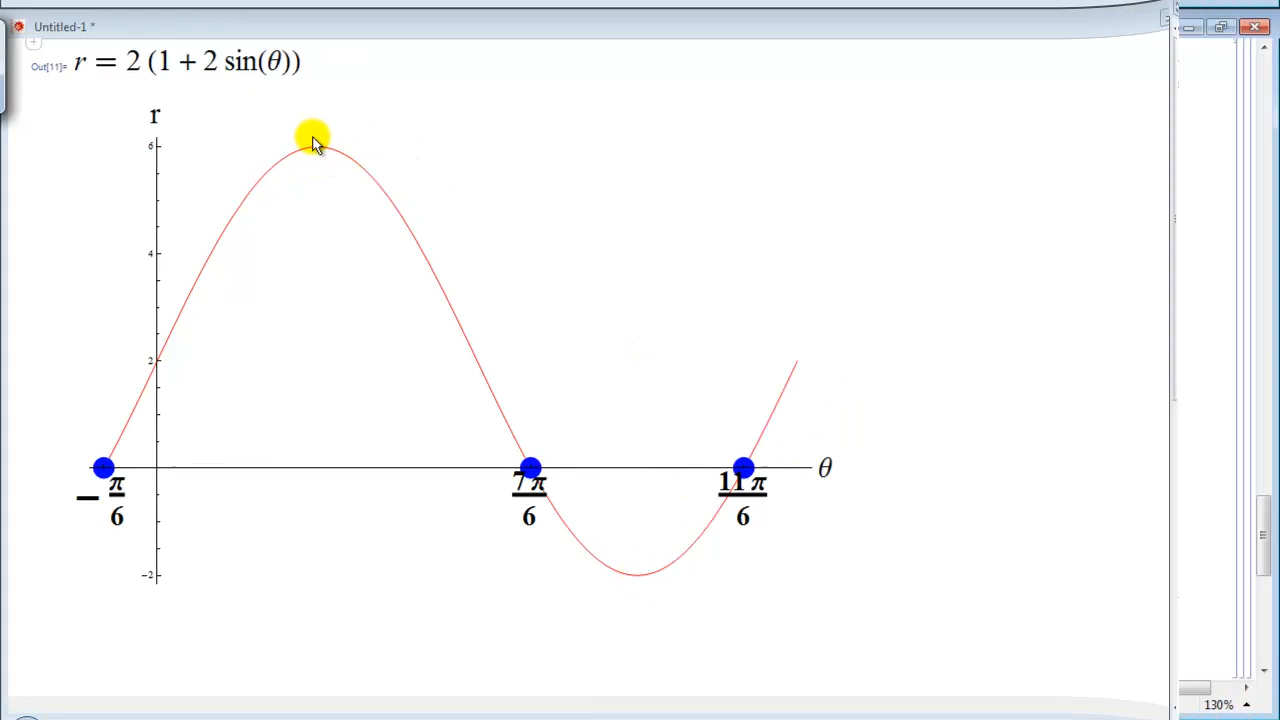 Untitled-1 *
Out[11]= r = 2 (1 + 2 sin(θ))
r
6
4
2
θ
−π/6
7π/6
11π/6
−2
130%